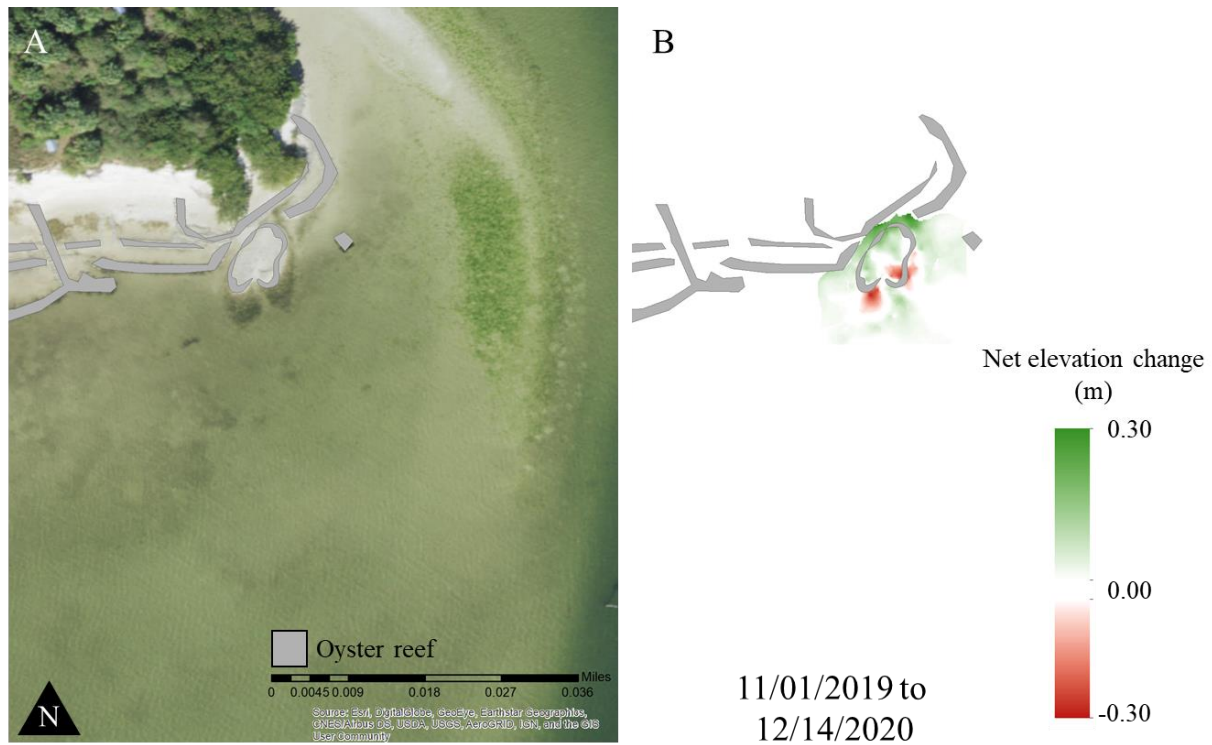 A
B
Net elevation change
(m)
0.30
0.00
-0.30
Oyster reef
Miles
0 0.0045 0.009 0.018 0.027 0.036
Source: Esri, DigitalGlobe, GeoEye, Earthstar Geographics,
CNES/Airbus DS, USDA, USGS, AeroGRID, IGN, and the GIS
User Community
N
11/01/2019 to
12/14/2020